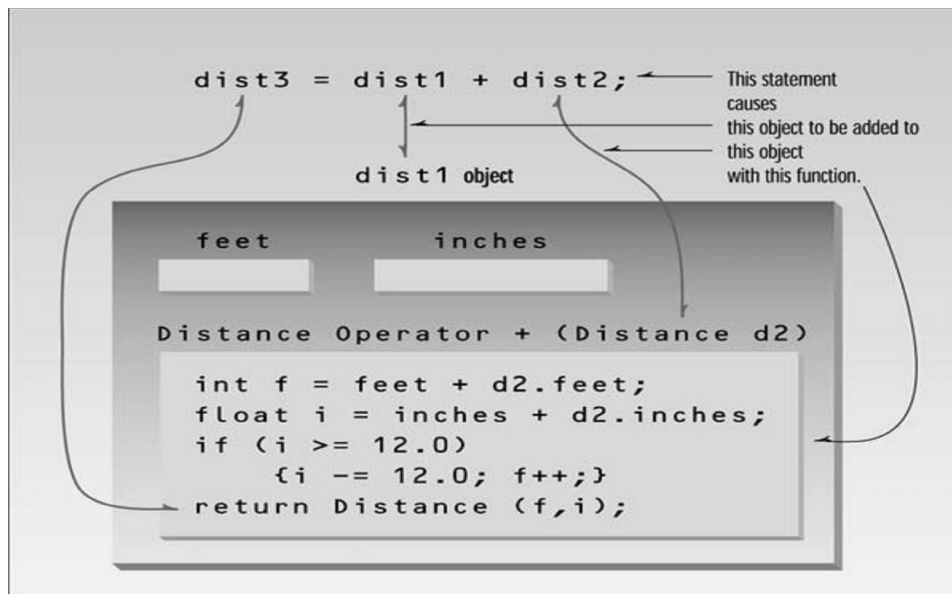 dist3 = dist1 + dist2;
This statement
causes
this object to be added to
this object
with this function.
dist1 object
feet inches
Distance Operator + (Distance d2)
int f = feet + d2.feet;
float i = inches + d2.inches;
if (i >= 12.0)
{i -= 12.0; f++;}
return Distance (f,i);